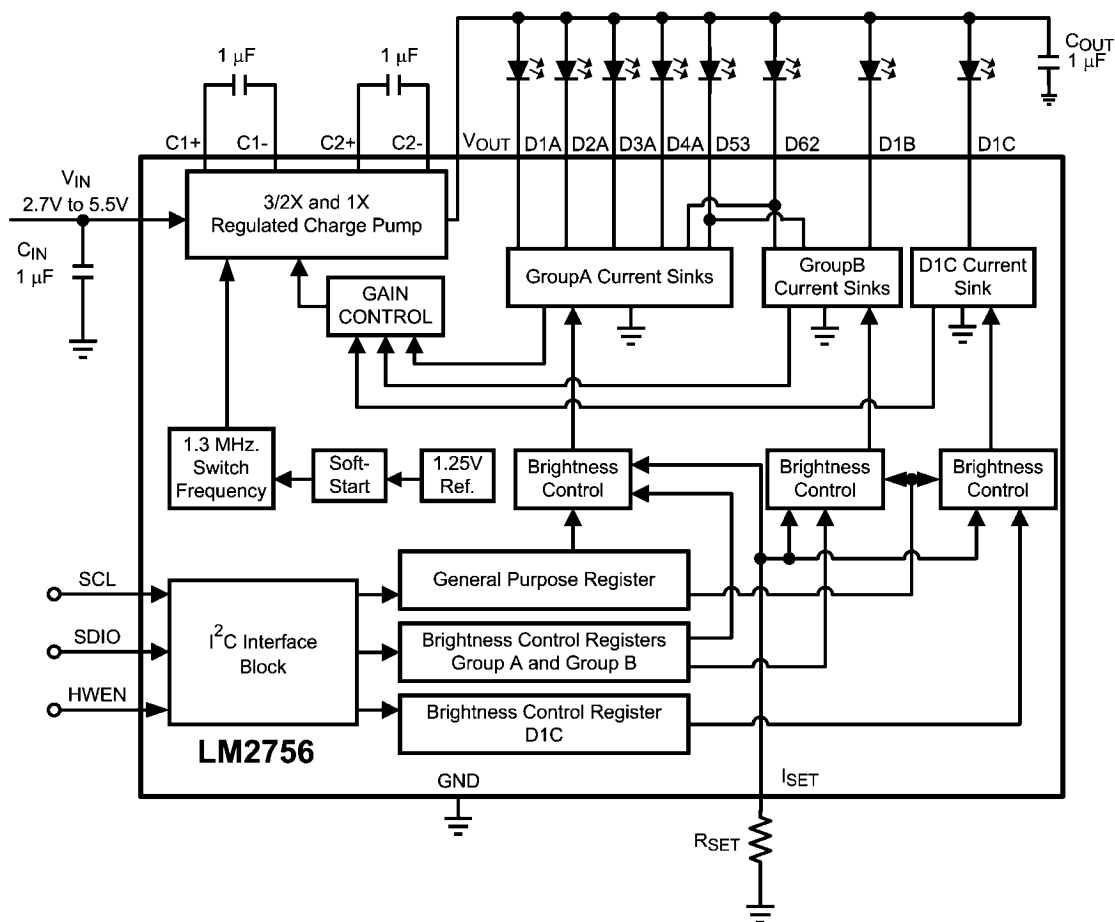 1 µF
1 µF
COUT
1 µF
C1+
C1-
C2+
C2-
VOUT
D1A
D2A
D3A
D4A
D53
D62
D1B
D1C
VIN
2.7V to 5.5V
CIN
1 µF
3/2X and 1X
Regulated Charge Pump
GAIN
CONTROL
GroupA Current Sinks
GroupB
Current Sinks
D1C Current
Sink
1.3 MHz.
Switch
Frequency
Soft-
Start
1.25V
Ref.
Brightness
Control
Brightness
Control
Brightness
Control
SCL
SDIO
HWEN
I²C Interface
Block
General Purpose Register
Brightness Control Registers
Group A and Group B
Brightness Control Register
D1C
LM2756
GND
ISET
RSET